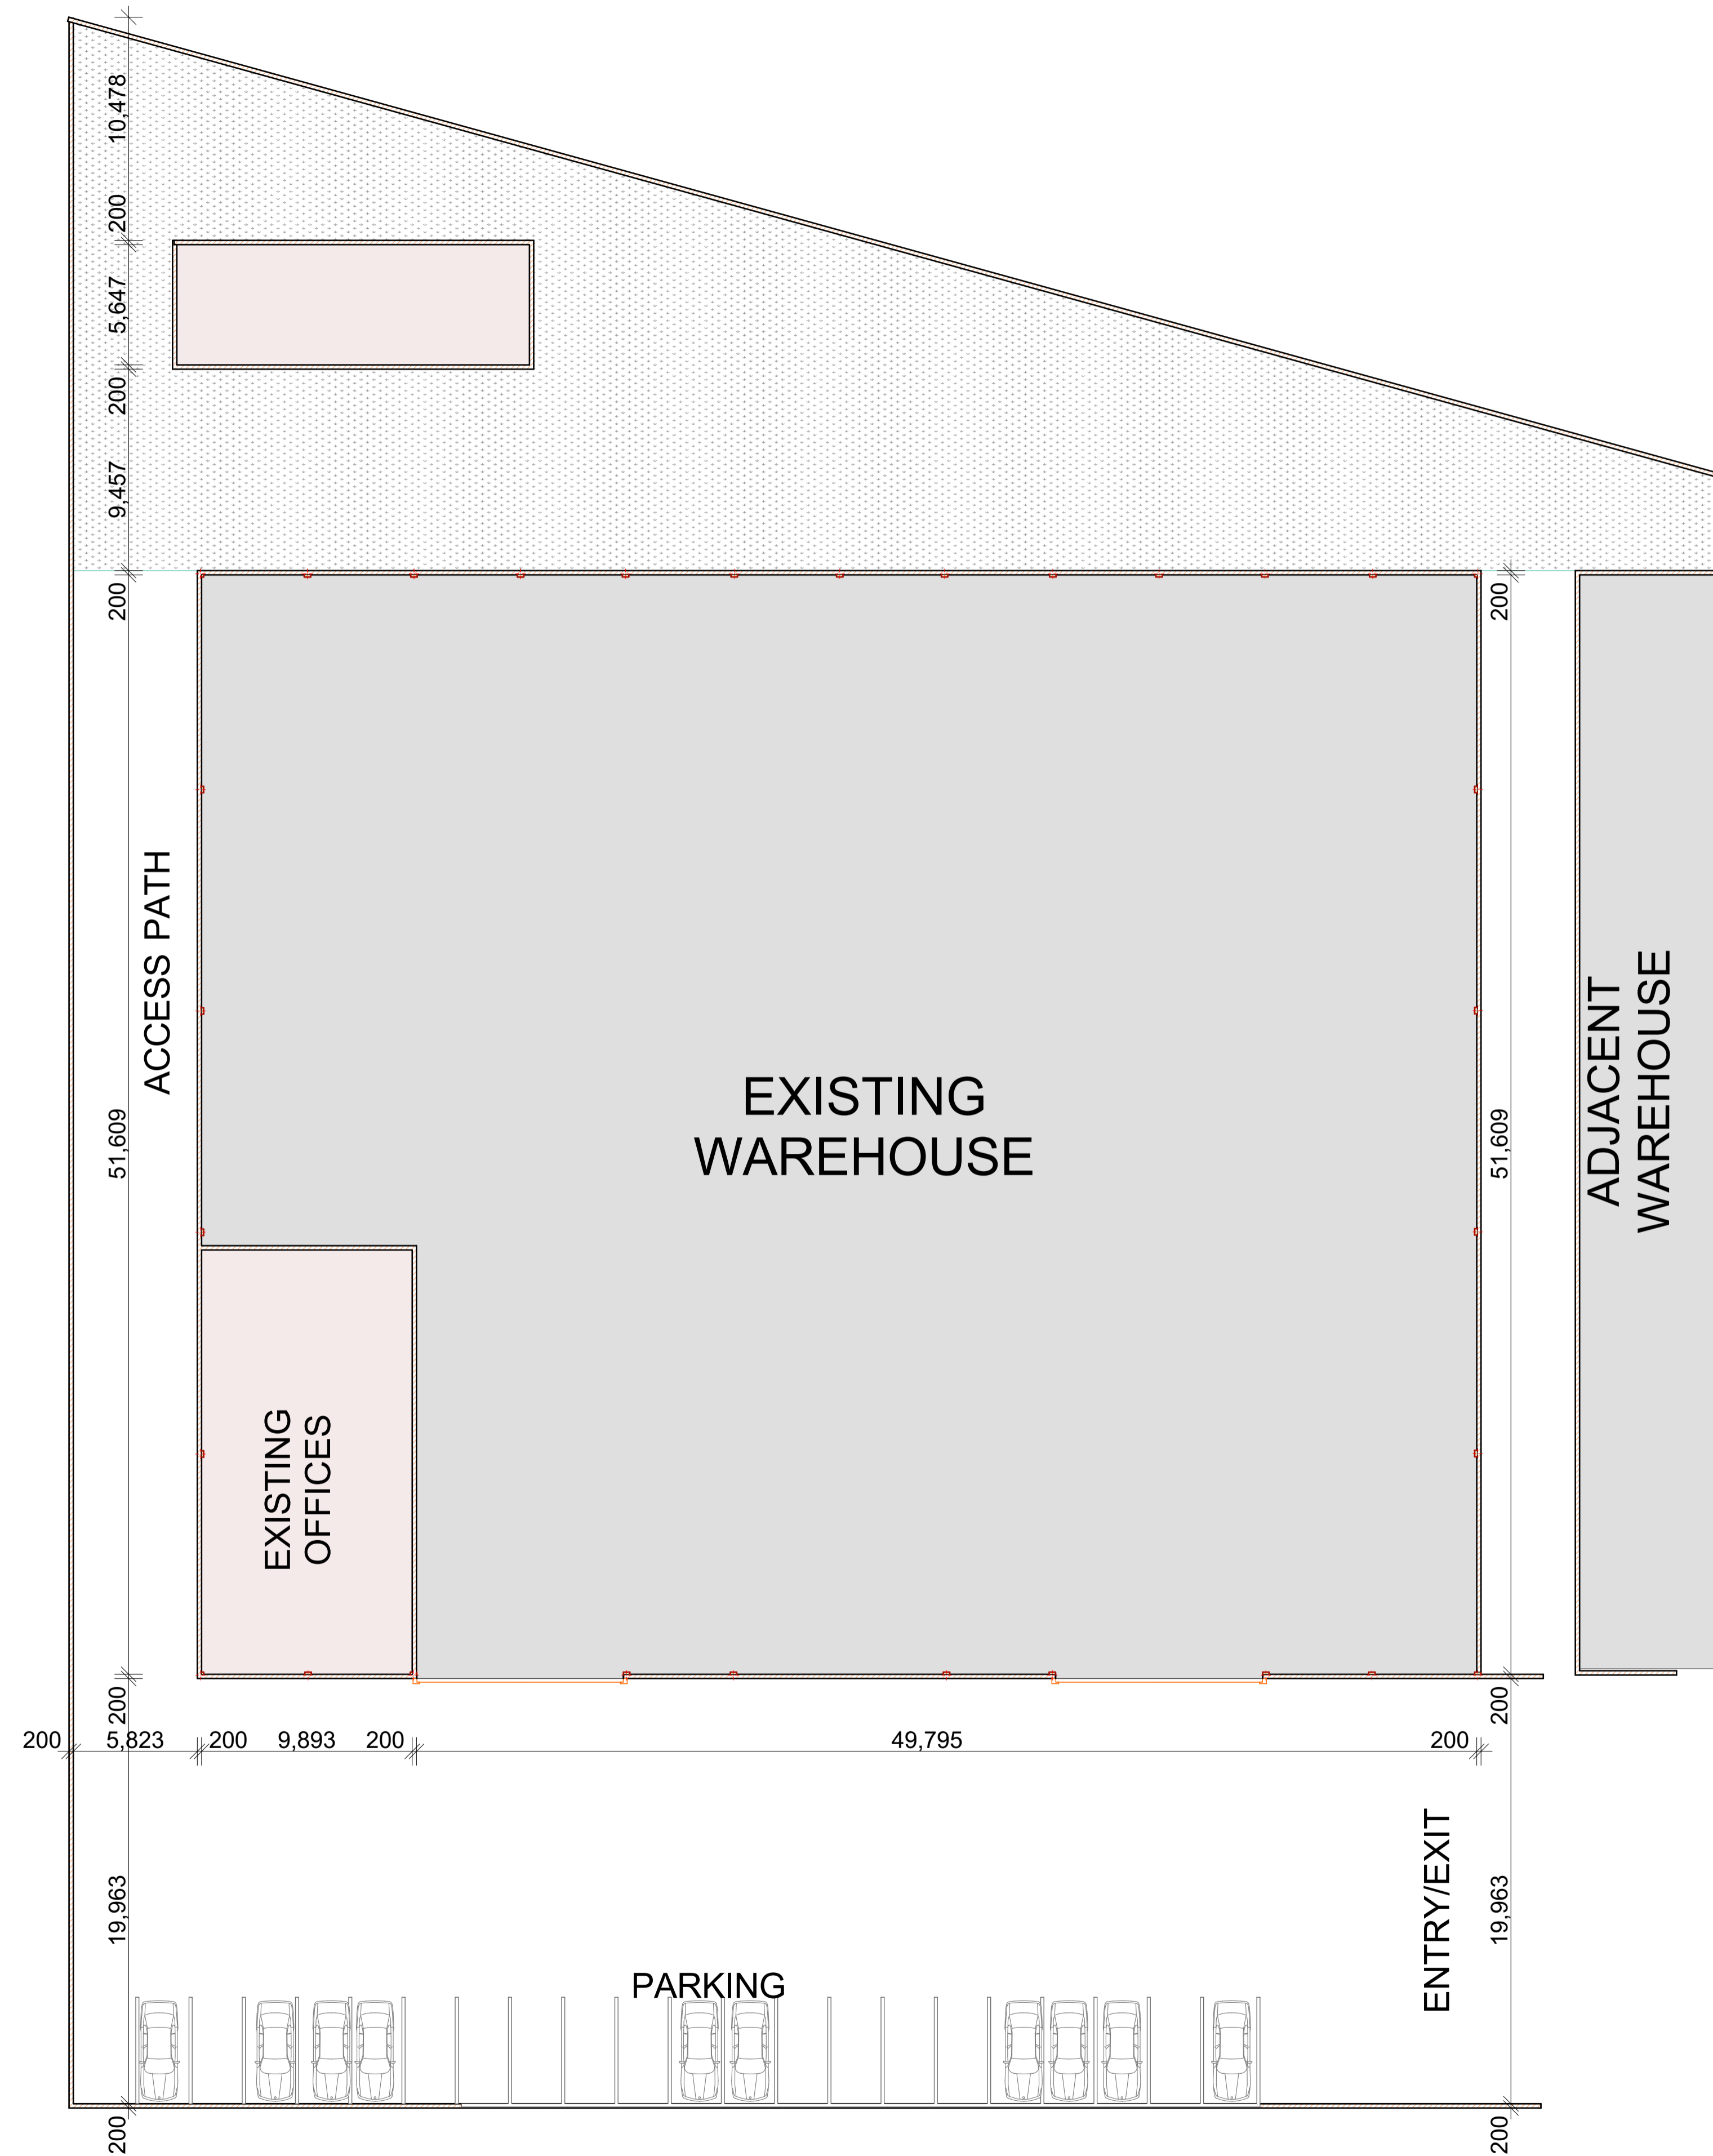 10,478
200
5,647
200
9,457
200
200
ACCESS PATH
ADJACENT
WAREHOUSE
EXISTING
WAREHOUSE
51,609
51,609
EXISTING
OFFICES
200
200
200
5,823
200
9,893
200
49,795
200
ENTRY/EXIT
19,963
19,963
PARKING
200
200